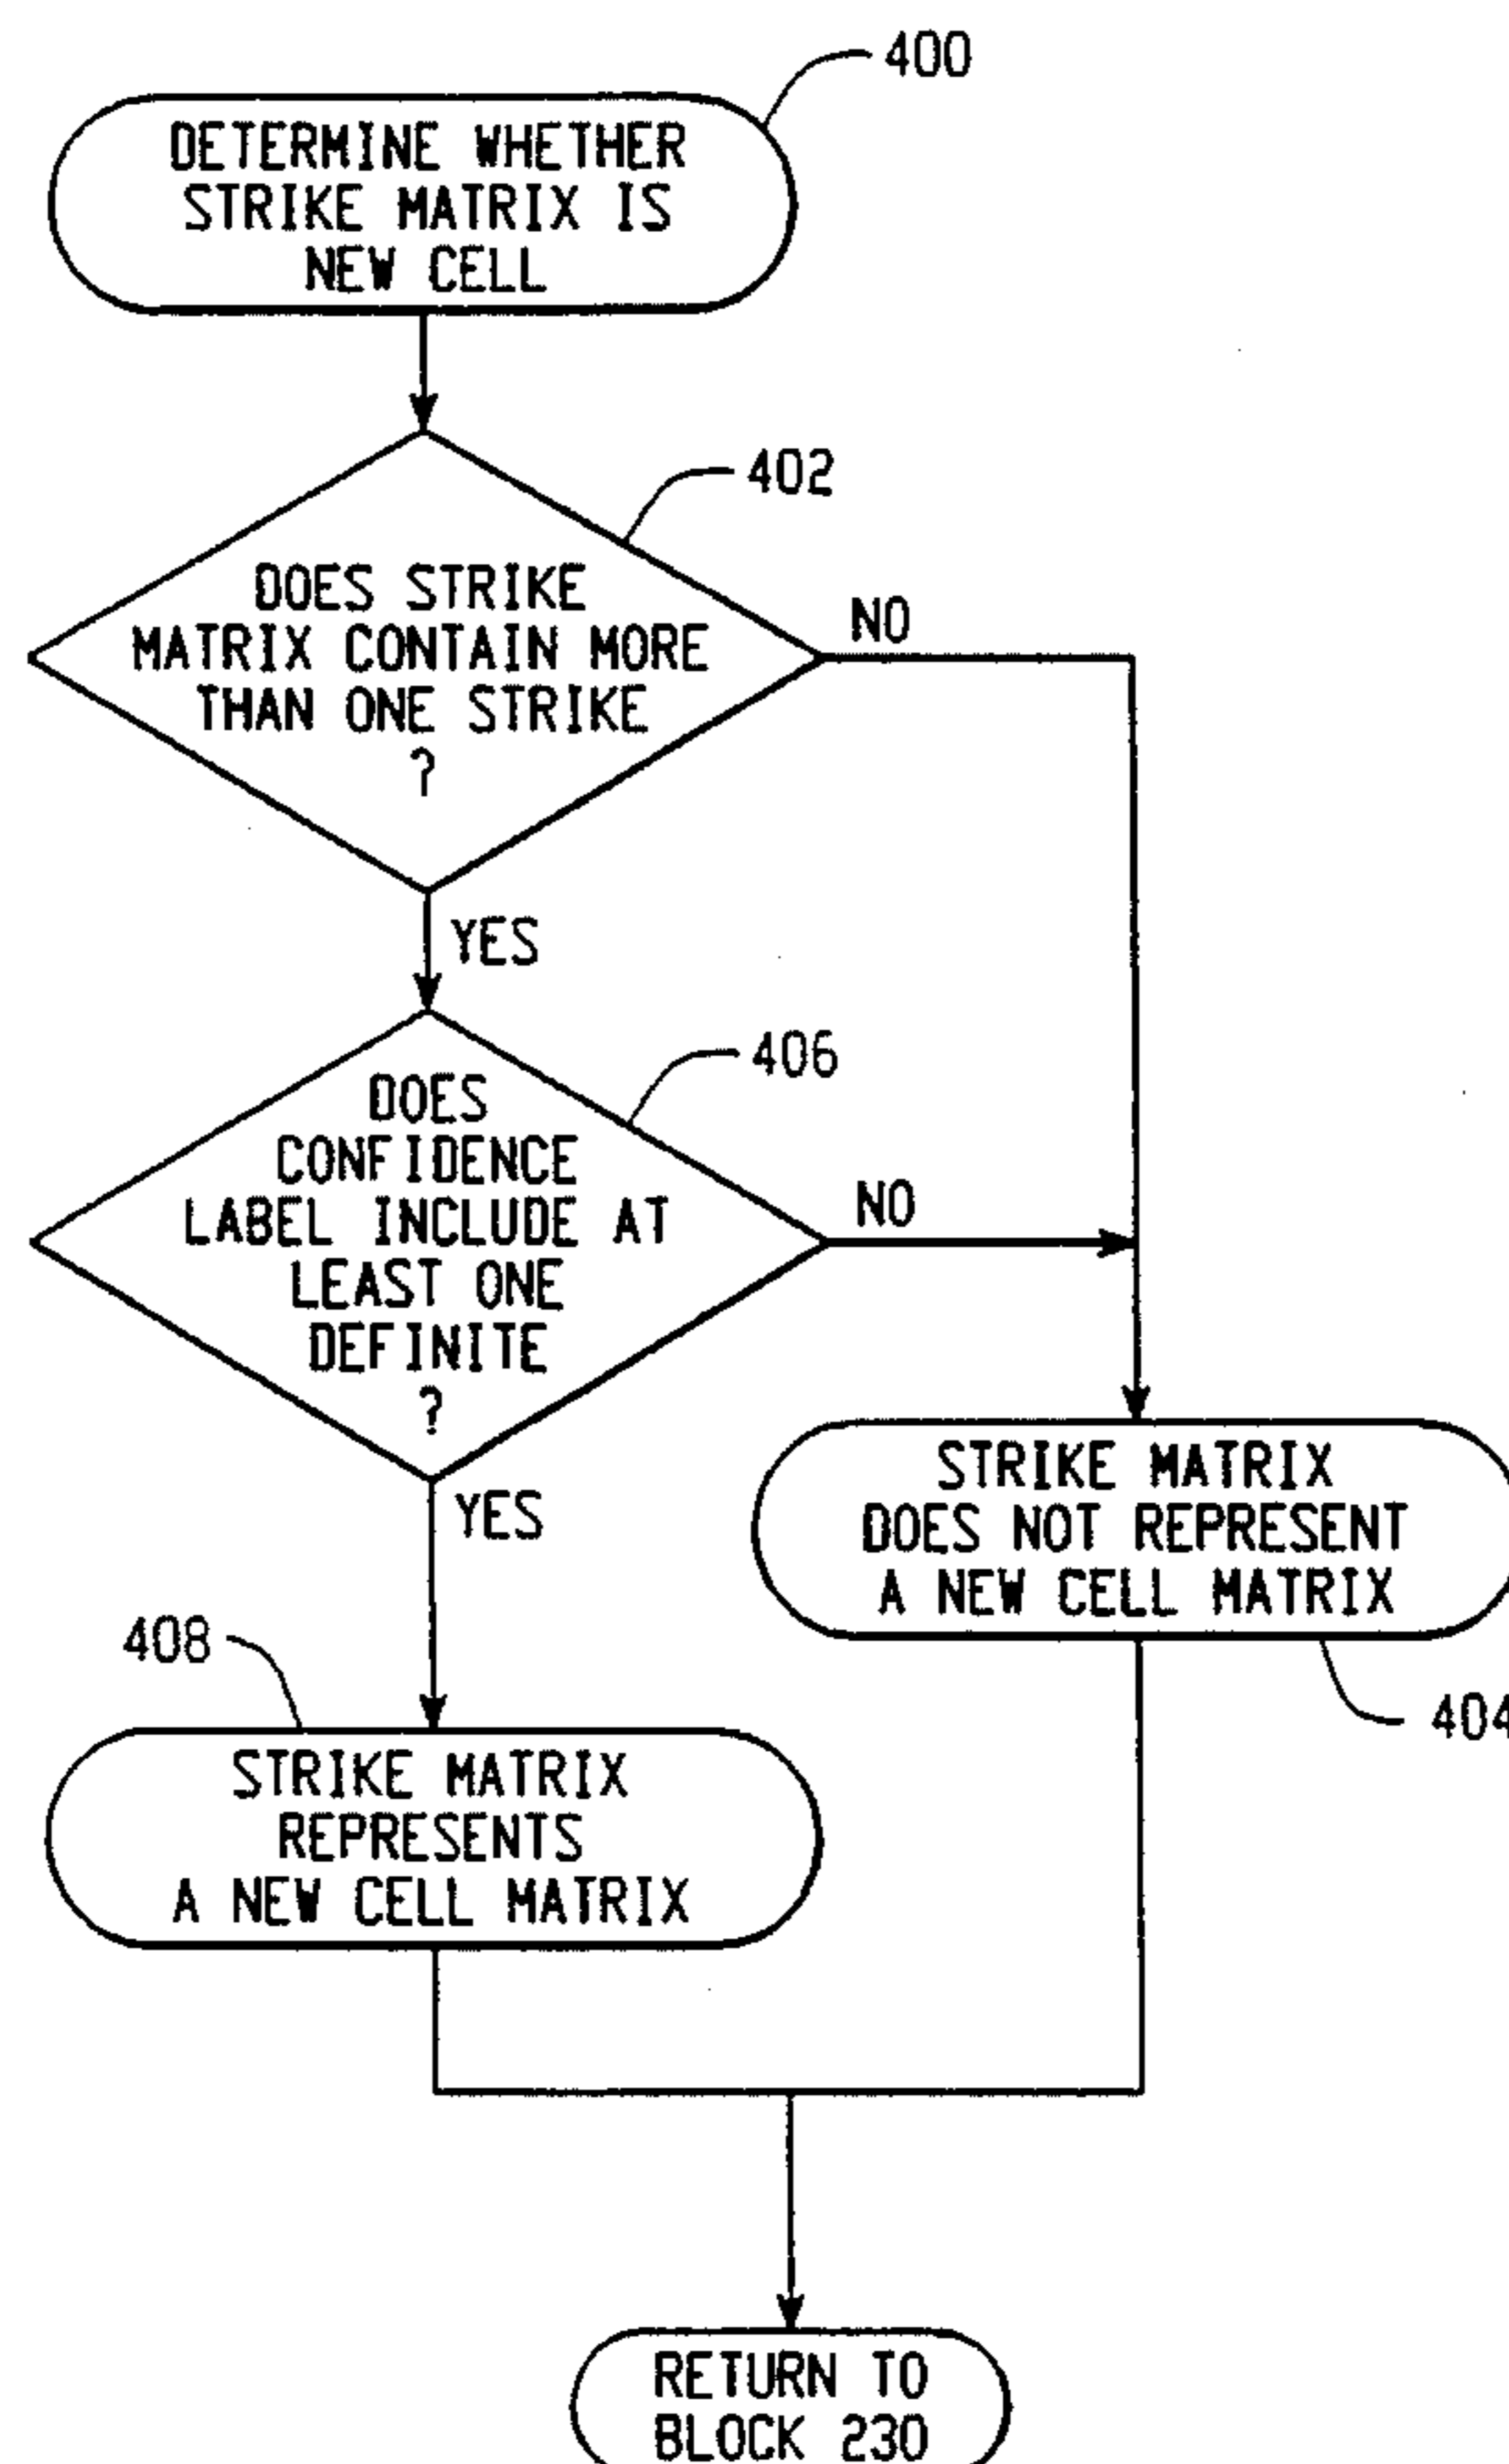 400
DETERMINE WHETHER
STRIKE MATRIX IS
NEW CELL
402
DOES STRIKE
MATRIX CONTAIN MORE
THAN ONE STRIKE
?
NO
YES
406
DOES
CONFIDENCE
LABEL INCLUDE AT
LEAST ONE
DEFINITE
?
NO
YES
STRIKE MATRIX
DOES NOT REPRESENT
A NEW CELL MATRIX
404
408
STRIKE MATRIX
REPRESENTS
A NEW CELL MATRIX
RETURN TO
BLOCK 230